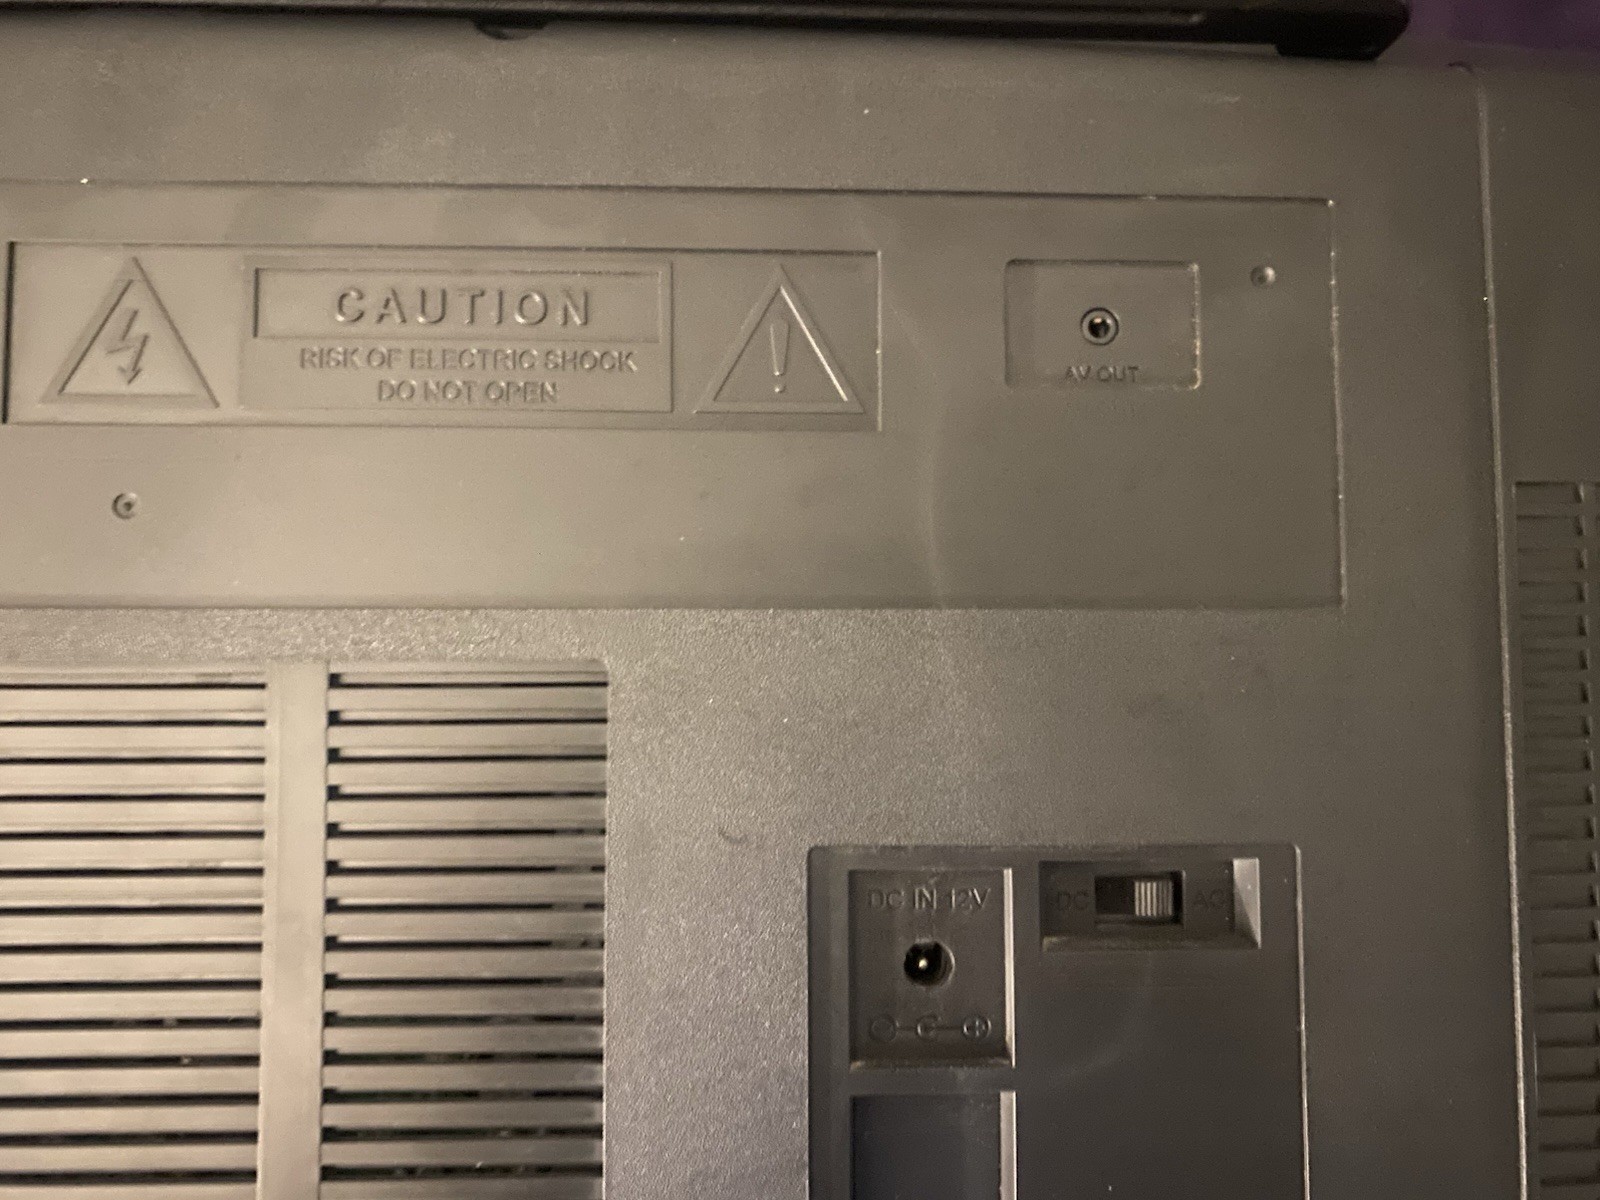 CAUTION
RISK OF ELECTRIC SHOCK
DO NOT OPEN
AV OUT
DC IN 12V
DC AC